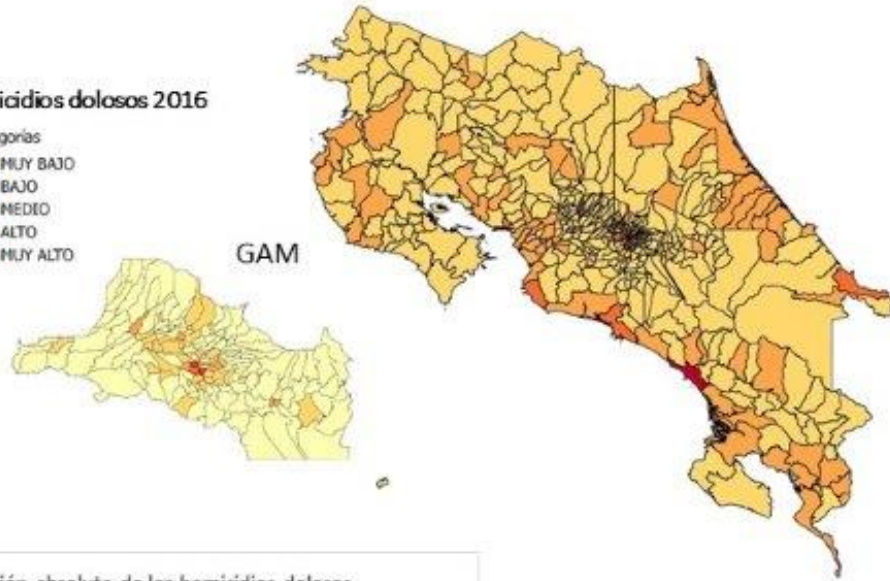 icidios dolosos 2016
gorías
MUY BAJO
BAJO
MEDIO
ALTO
MUY ALTO
GAM
ión absoluta de los homicidios dolosos